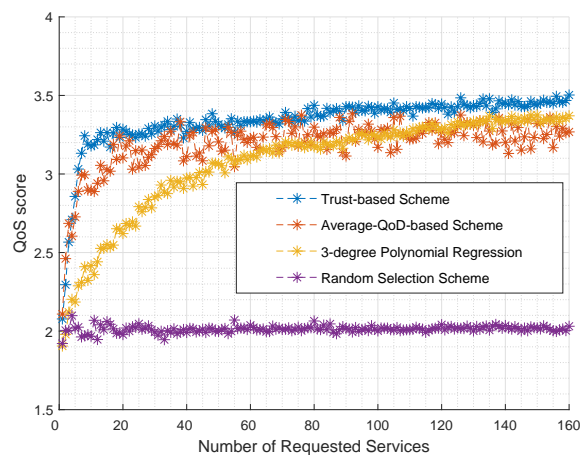 4
3.5
3
2.5
2
1.5
QoS score
Trust-based Scheme
Average-QoD-based Scheme
3-degree Polynomial Regression
Random Selection Scheme
0 20 40 60 80 100 120 140 160
Number of Requested Services